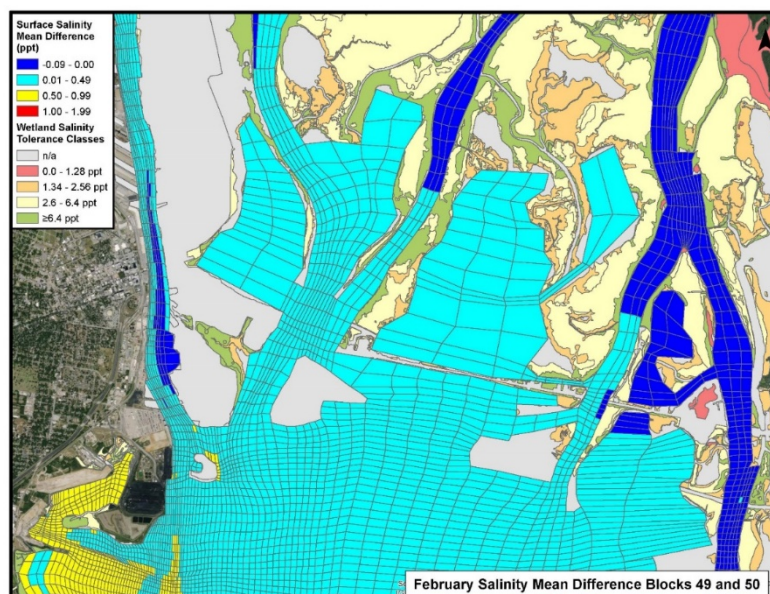 Surface Salinity
Mean Difference
(ppt)
-0.09 - 0.00
0.01 - 0.49
0.50 - 0.99
1.00 - 1.99
Wetland Salinity
Tolerance Classes
n/a
0.0 - 1.28 ppt
1.34 - 2.56 ppt
2.6 - 6.4 ppt
≥6.4 ppt
February Salinity Mean Difference Blocks 49 and 50